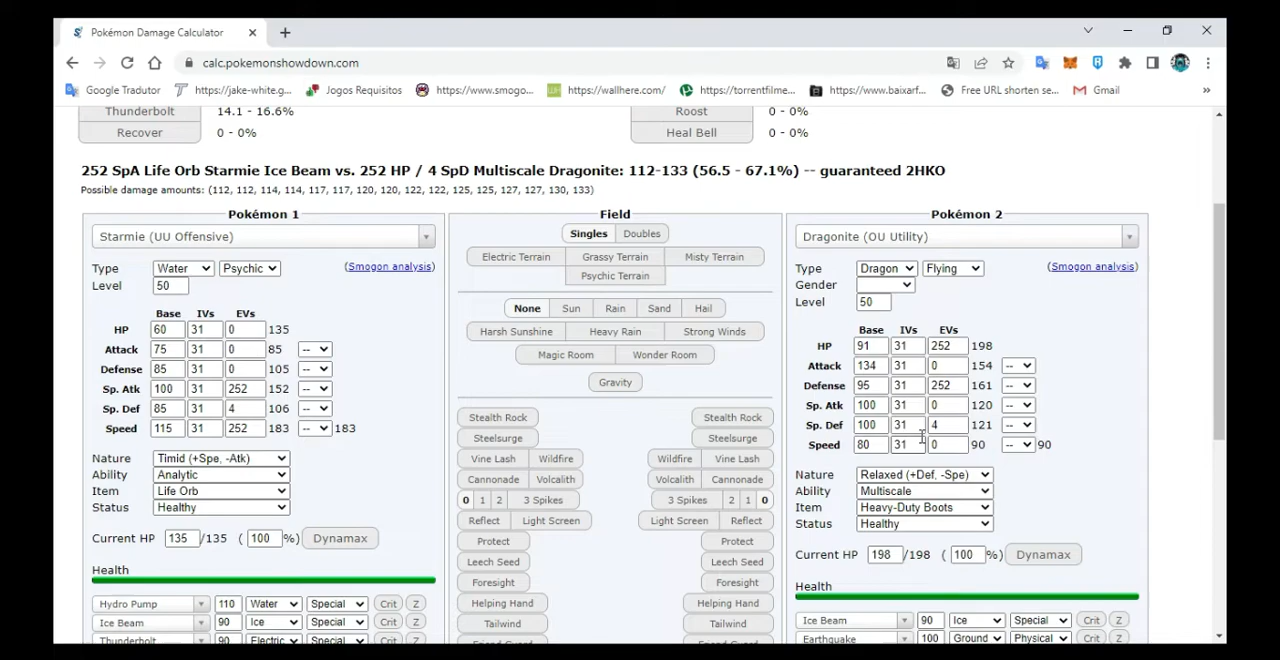 Pokémon Damage Calculator
calc.pokemonshowdown.com
Google Tradutor https://jake-white.g... Jogos Requisitos https://www.smogo... https://wallhere.com/ https://torrentfilme... https://www.baixarf... Free URL shorten se... Gmail »
Thunderbolt 14.1 - 16.6% Roost 0 - 0%
Recover 0 - 0% Heal Bell 0 - 0%
252 SpA Life Orb Starmie Ice Beam vs. 252 HP / 4 SpD Multiscale Dragonite: 112-133 (56.5 - 67.1%) -- guaranteed 2HKO
Possible damage amounts: (112, 112, 114, 114, 117, 117, 120, 120, 122, 122, 125, 125, 127, 127, 130, 133)
Pokémon 1
Starmie (UU Offensive)
Type Water Psychic (Smogon analysis)
Level 50
Base IVs EVs
HP 60 31 0 135
Attack 75 31 0 85 --
Defense 85 31 0 105 --
Sp. Atk 100 31 252 152 --
Sp. Def 85 31 4 106 --
Speed 115 31 252 183 -- 183
Nature Timid (+Spe, -Atk)
Ability Analytic
Item Life Orb
Status Healthy
Current HP 135 /135 ( 100 %) Dynamax
Health
Hydro Pump 110 Water Special Crit Z
Ice Beam 90 Ice Special Crit Z
Thunderbolt 90 Electric Special Crit Z
Field
Singles Doubles
Electric Terrain Grassy Terrain Misty Terrain
Psychic Terrain
None Sun Rain Sand Hail
Harsh Sunshine Heavy Rain Strong Winds
Magic Room Wonder Room
Gravity
Stealth Rock Stealth Rock
Steelsurge Steelsurge
Vine Lash Wildfire Wildfire Vine Lash
Cannonade Volcalith Volcalith Cannonade
0 1 2 3 Spikes 3 Spikes 2 1 0
Reflect Light Screen Light Screen Reflect
Protect Protect
Leech Seed Leech Seed
Foresight Foresight
Helping Hand Helping Hand
Tailwind Tailwind
Friend Guard Friend Guard
Pokémon 2
Dragonite (OU Utility)
Type Dragon Flying (Smogon analysis)
Gender
Level 50
Base IVs EVs
HP 91 31 252 198
Attack 134 31 0 154 --
Defense 95 31 252 161 --
Sp. Atk 100 31 0 120 --
Sp. Def 100 31 4 121 --
Speed 80 31 0 90 -- 90
Nature Relaxed (+Def, -Spe)
Ability Multiscale
Item Heavy-Duty Boots
Status Healthy
Current HP 198 /198 ( 100 %) Dynamax
Health
Ice Beam 90 Ice Special Crit Z
Earthquake 100 Ground Physical Crit Z